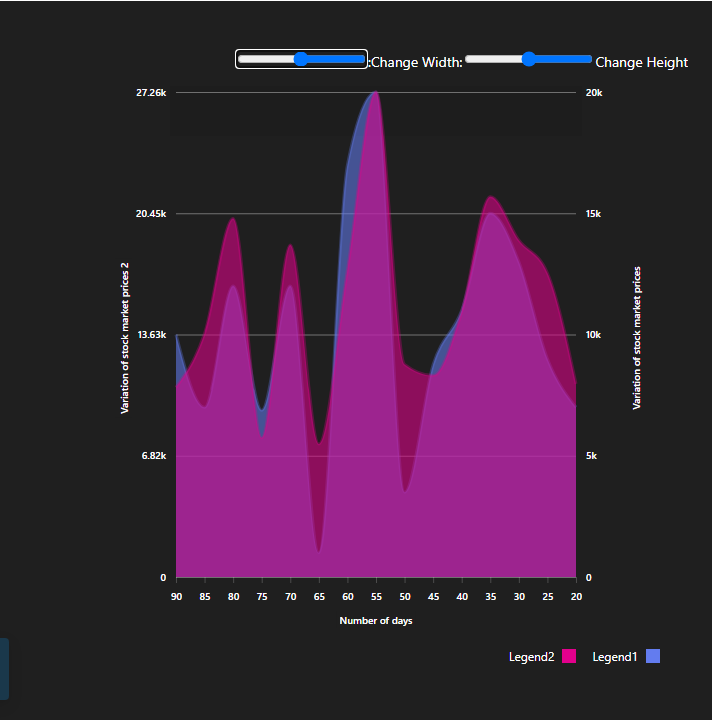 :Change Width: Change Height
27.26k 20k
20.45k 15k
Variation of stock market prices 2
Variation of stock market prices
13.63k 10k
6.82k 5k
0 0
90 85 80 75 70 65 60 55 50 45 40 35 30 25 20
Number of days
Legend2 Legend1